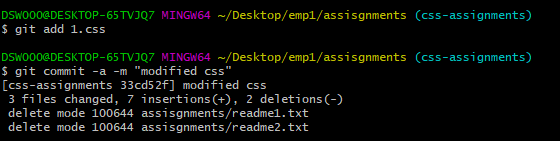 DSWOOO@DESKTOP-65TVJQ7 MINGW64 ~/Desktop/emp1/assisgnments (css-assignments)
$ git add 1.css
DSWOOO@DESKTOP-65TVJQ7 MINGW64 ~/Desktop/emp1/assisgnments (css-assignments)
$ git commit -a -m "modified css"
[css-assignments 33cd52f] modified css
3 files changed, 7 insertions(+), 2 deletions(-)
delete mode 100644 assisgnments/readme1.txt
delete mode 100644 assisgnments/readme2.txt